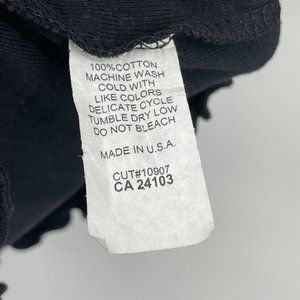 100%COTTON
MACHINE WASH
COLD WITH
LIKE COLORS
DELICATE CYCLE
TUMBLE DRY LOW
DO NOT BLEACH
MADE IN U.S.A.
CUT#10907
CA 24103